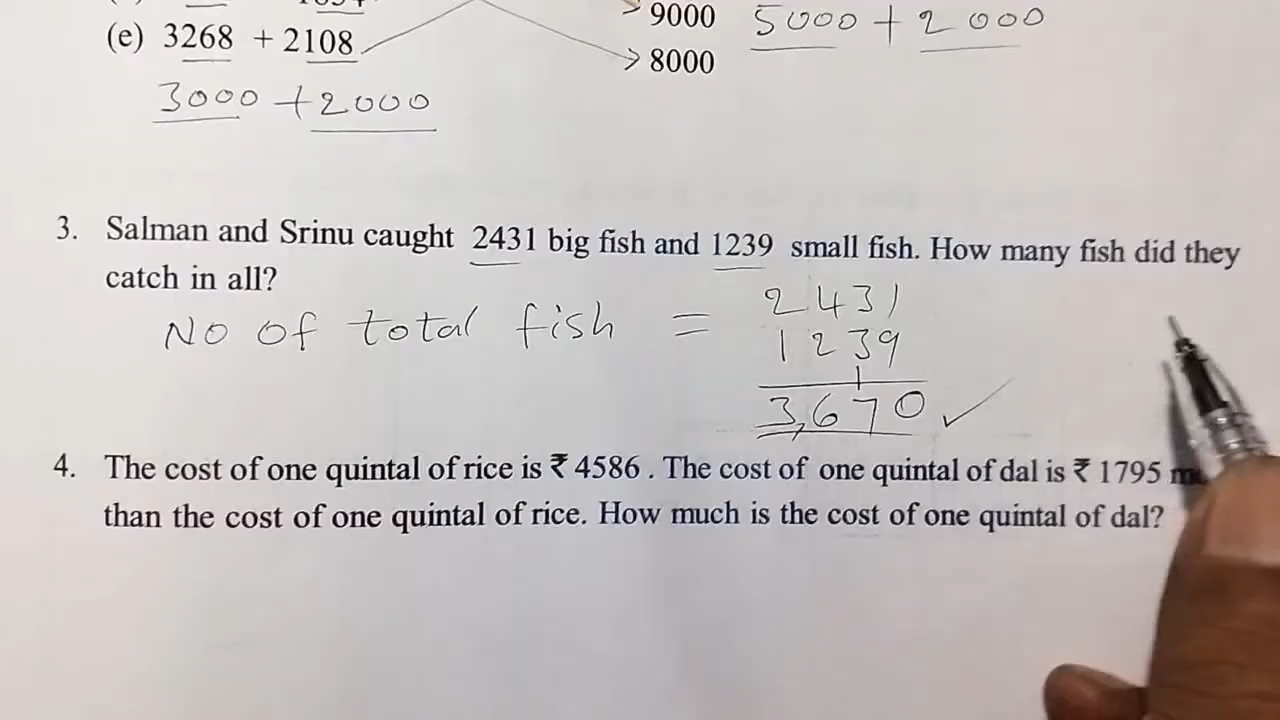 9000 5000 + 2000
(e) 3268 + 2108
8000
3000 + 2000
3. Salman and Srinu caught 2431 big fish and 1239 small fish. How many fish did they
catch in all?
No of total fish = 2431
1239
1
3,670 ✓
4. The cost of one quintal of rice is ₹ 4586 . The cost of one quintal of dal is ₹ 1795
than the cost of one quintal of rice. How much is the cost of one quintal of dal?